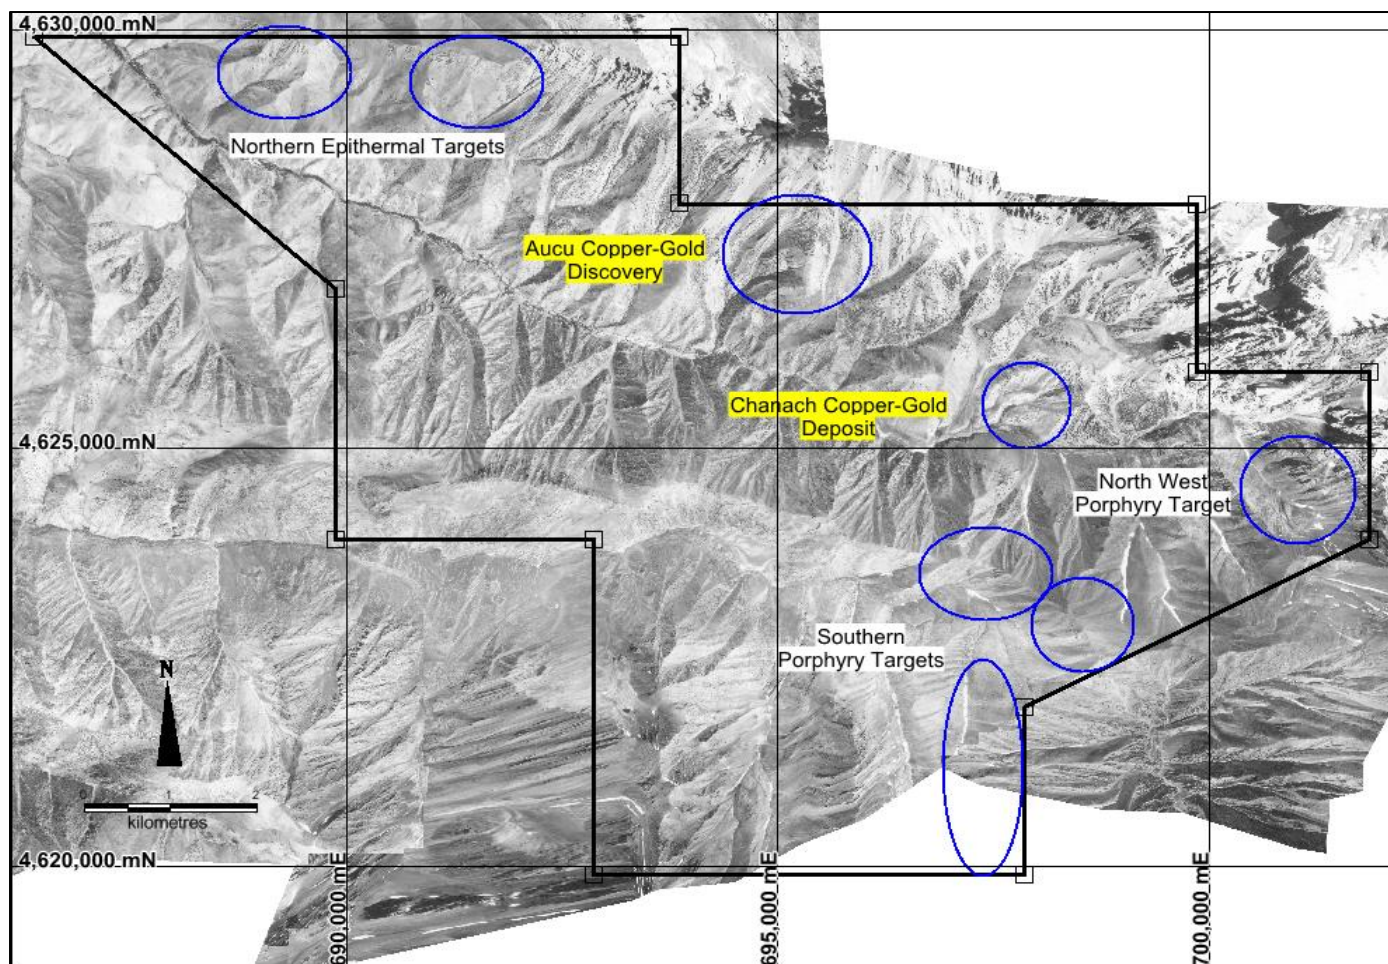 4,630,000 mN
Northern Epithermal Targets
Aucu Copper-Gold
Discovery
Chanach Copper-Gold
Deposit
4,625,000 mN
North West
Porphyry Target
Southern
Porphyry Targets
N
0 1 2
kilometres
4,620,000 mN
690,000 mE
695,000 mE
700,000 mE